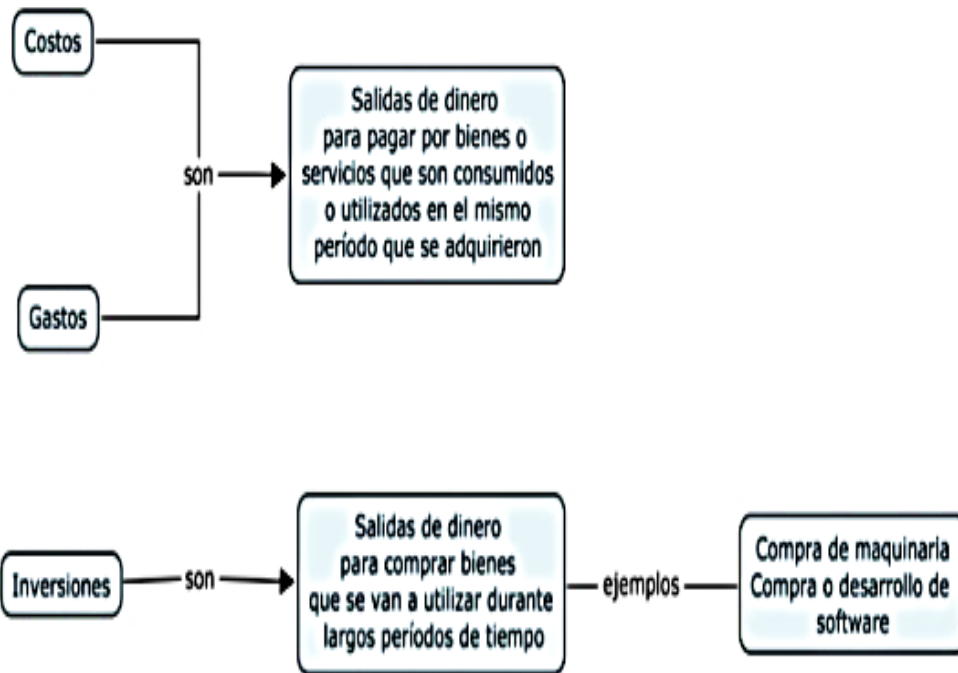 Costos
son
Salidas de dinero
para pagar por bienes o
servicios que son consumidos
o utilizados en el mismo
período que se adquirieron
Gastos
Inversiones
son
Salidas de dinero
para comprar bienes
que se van a utilizar durante
largos períodos de tiempo
ejemplos
Compra de maquinaria
Compra o desarrollo de
software